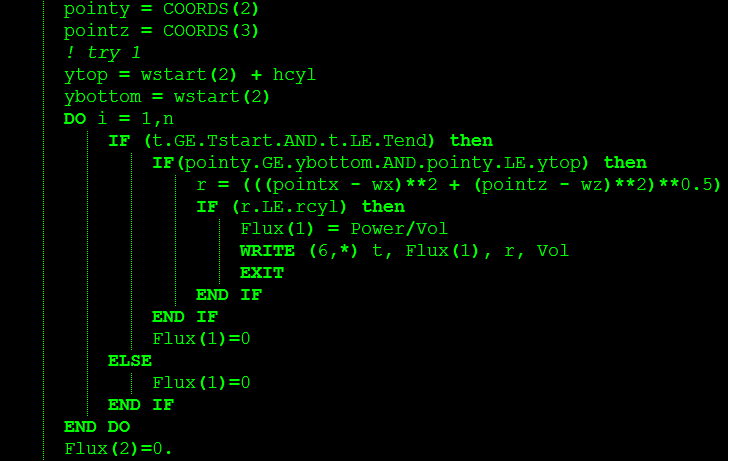 pointy = COORDS(2)
pointz = COORDS(3)
! try 1
ytop = wstart(2) + hcyl
ybottom = wstart(2)
DO i = 1,n
IF (t.GE.Tstart.AND.t.LE.Tend) then
IF(pointy.GE.ybottom.AND.pointy.LE.ytop) then
r = (((pointx - wx)**2 + (pointz - wz)**2)**0.5)
IF (r.LE.rcyl) then
Flux(1) = Power/Vol
WRITE (6,*) t, Flux(1), r, Vol
EXIT
END IF
END IF
Flux(1)=0
ELSE
Flux(1)=0
END IF
END DO
Flux(2)=0.